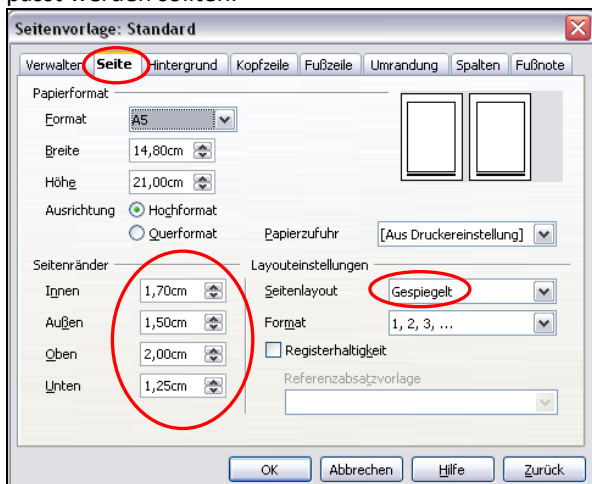 passt werden sollten.
Seitenvorlage: Standard
Verwalten Seite Hintergrund Kopfzeile Fußzeile Umrandung Spalten Fußnote
Papierformat
Format A5
Breite 14,80cm
Höhe 21,00cm
Ausrichtung Hochformat
Querformat Papierzufuhr [Aus Druckereinstellung]
Seitenränder Layouteinstellungen
Innen 1,70cm Seitenlayout Gespiegelt
Außen 1,50cm Format 1, 2, 3, ...
Oben 2,00cm Registerhaltigkeit
Unten 1,25cm Referenzabsatzvorlage
OK Abbrechen Hilfe Zurück